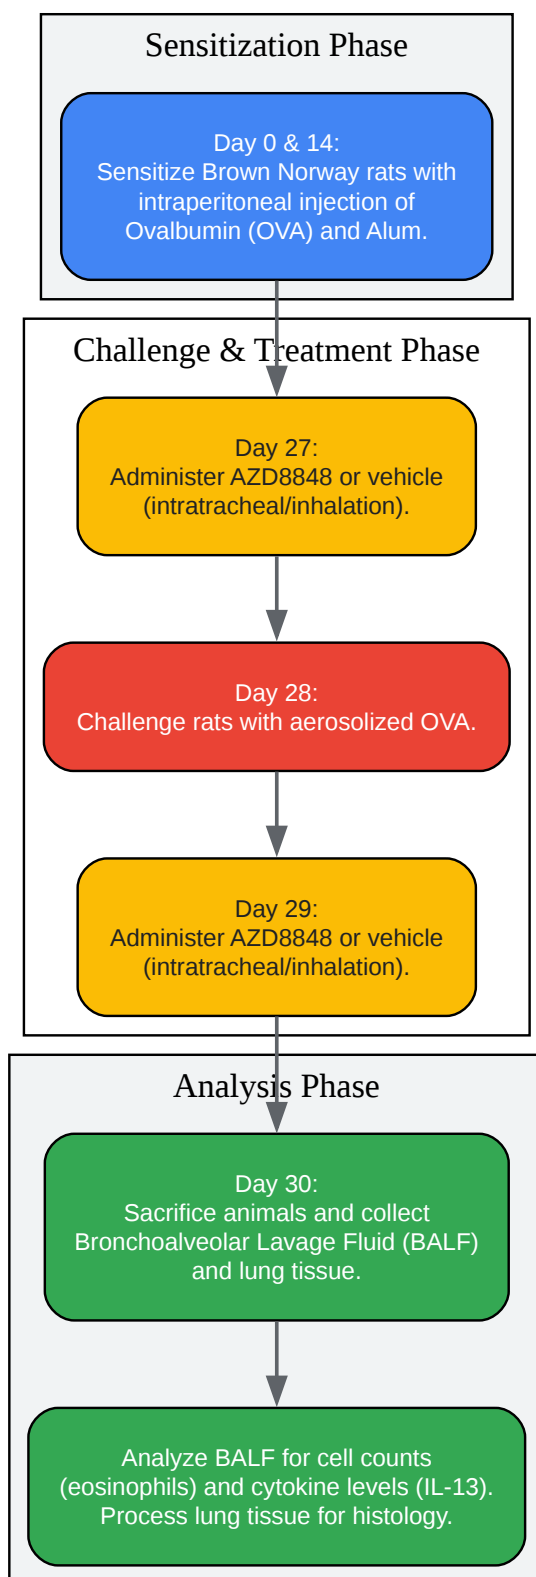 Sensitization Phase
Day 0 & 14:
Sensitize Brown Norway rats with
intraperitoneal injection of
Ovalbumin (OVA) and Alum.
Challenge & Treatment Phase
Day 27:
Administer AZD8848 or vehicle
(intratracheal/inhalation).
Day 28:
Challenge rats with aerosolized OVA.
Day 29:
Administer AZD8848 or vehicle
(intratracheal/inhalation).
Analysis Phase
Day 30:
Sacrifice animals and collect
Bronchoalveolar Lavage Fluid (BALF)
and lung tissue.
Analyze BALF for cell counts
(eosinophils) and cytokine levels (IL-13).
Process lung tissue for histology.